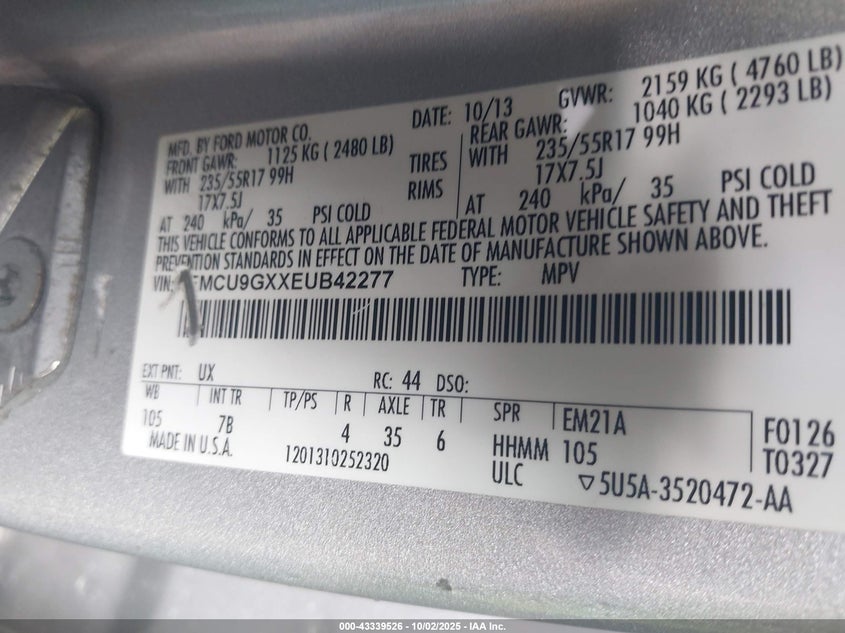 MFD. BY FORD MOTOR CO. DATE: 10/13 GVWR: 2159 KG ( 4760 LB)
FRONT GAWR: 1125 KG ( 2480 LB) REAR GAWR: 1040 KG ( 2293 LB)
WITH 235/55R17 99H TIRES WITH 235/55R17 99H
17X7.5J RIMS 17X7.5J
AT 240 kPa/ 35 PSI COLD AT 240 kPa/ 35 PSI COLD
THIS VEHICLE CONFORMS TO ALL APPLICABLE FEDERAL MOTOR VEHICLE SAFETY AND THEFT
PREVENTION STANDARDS IN EFFECT ON THE DATE OF MANUFACTURE SHOWN ABOVE.
VIN: MCU9GXXEUB42277 TYPE: MPV
EXT PNT: UX RC: 44 DSO:
WB INT TR TP/PS R AXLE TR SPR EM21A F0126
105 7B 4 35 6 HHMM 105 T0327
MADE IN U.S.A. 1201310252320 ULC ▽5U5A-3520472-AA
000-43339526 - 10/02/2025 - IAA Inc.